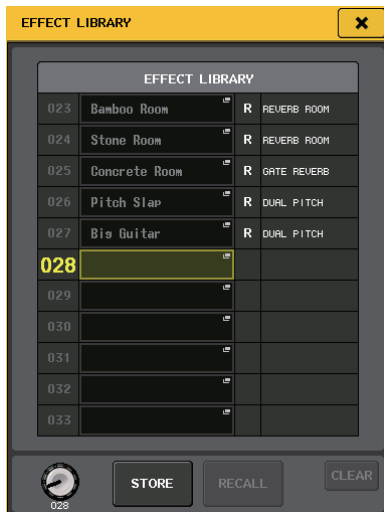 EFFECT LIBRARY
EFFECT LIBRARY
023 Bamboo Room R REVERB ROOM
024 Stone Room R REVERB ROOM
025 Concrete Room R GATE REVERB
026 Pitch Slap R DUAL PITCH
027 Big Guitar R DUAL PITCH
028
029
030
031
032
033
STORE RECALL CLEAR
028